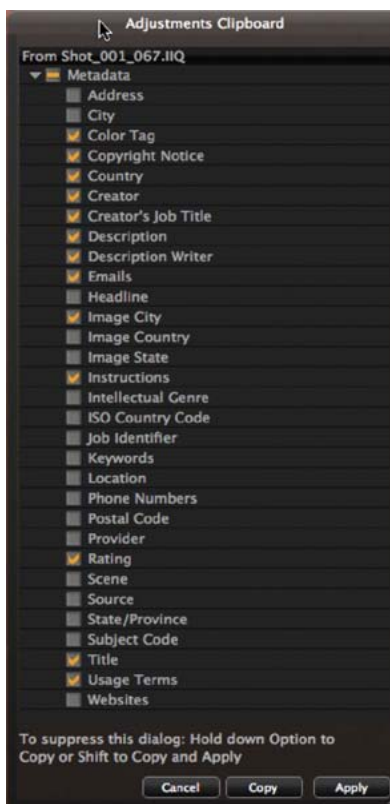 Adjustments Clipboard
From Shot_001_067.IIQ
Metadata
Address
City
Color Tag
Copyright Notice
Country
Creator
Creator's Job Title
Description
Description Writer
Emails
Headline
Image City
Image Country
Image State
Instructions
Intellectual Genre
ISO Country Code
Job Identifier
Keywords
Location
Phone Numbers
Postal Code
Provider
Rating
Scene
Source
State/Province
Subject Code
Title
Usage Terms
Websites
To suppress this dialog: Hold down Option to
Copy or Shift to Copy and Apply
Cancel Copy Apply